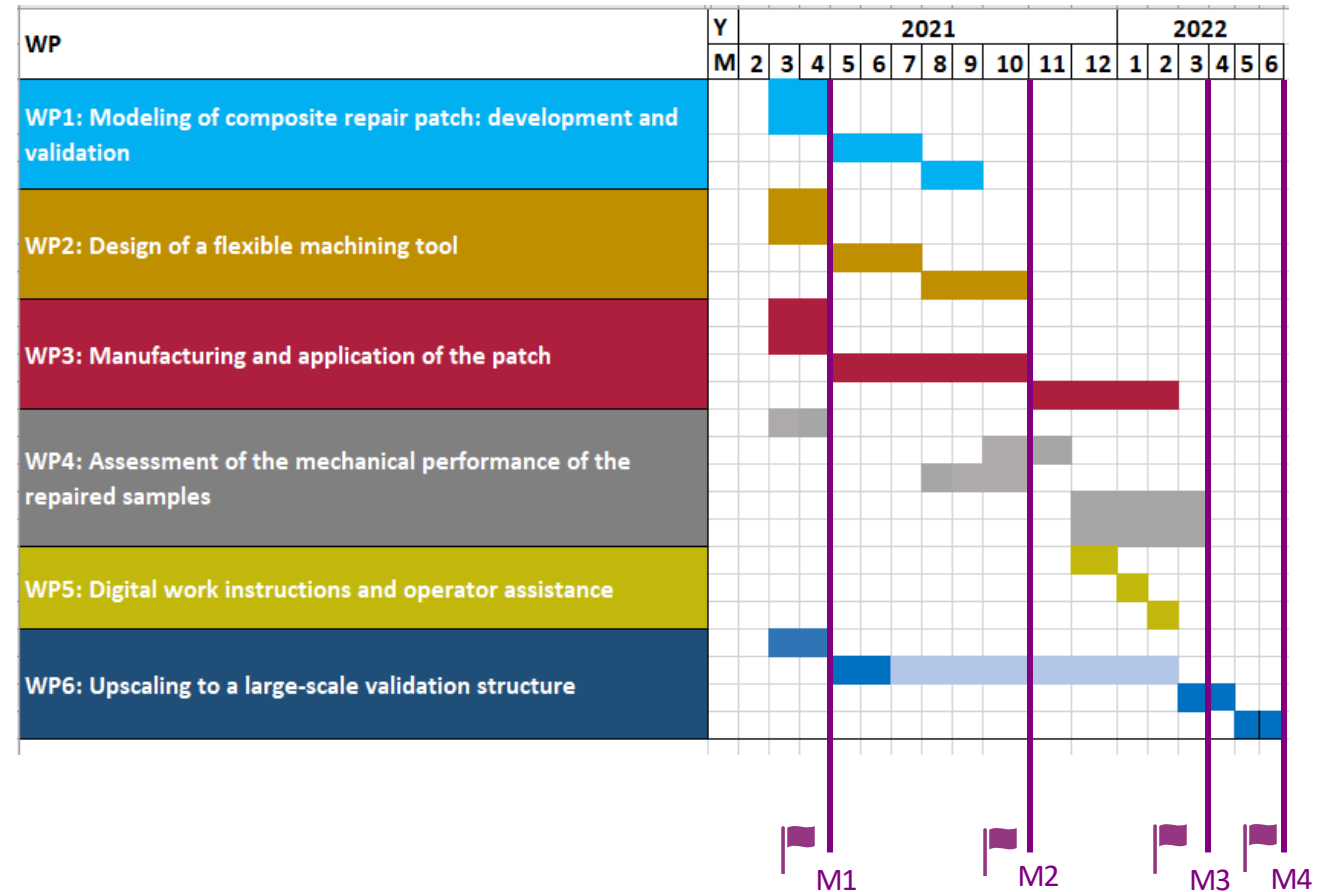 WP Y 2021 2022
M 2 3 4 5 6 7 8 9 10 11 12 1 2 3 4 5 6
WP1: Modeling of composite repair patch: development and
validation
WP2: Design of a flexible machining tool
WP3: Manufacturing and application of the patch
WP4: Assessment of the mechanical performance of the
repaired samples
WP5: Digital work instructions and operator assistance
WP6: Upscaling to a large-scale validation structure
M1 M2 M3 M4